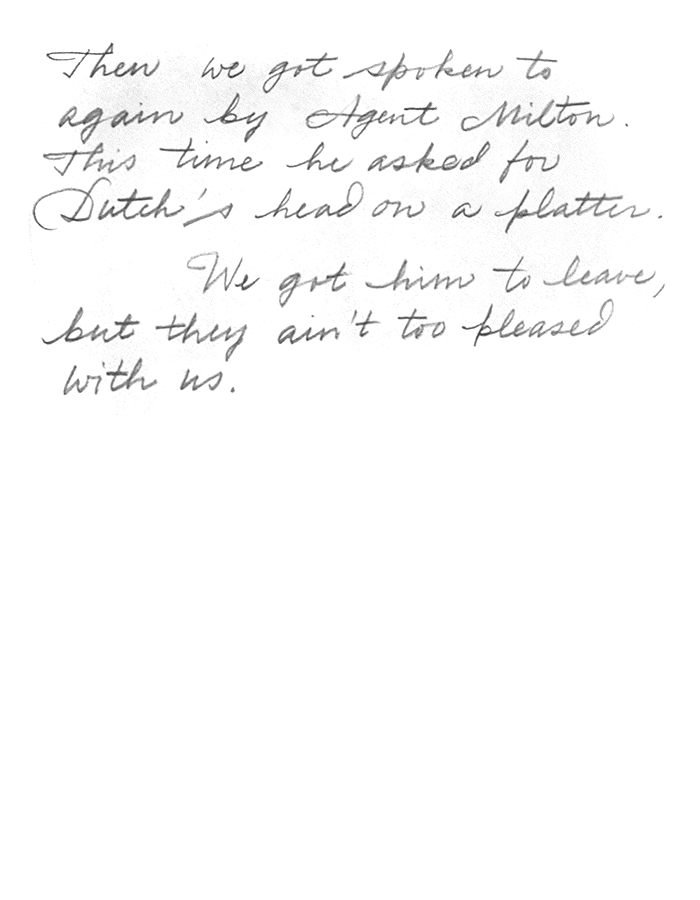 Then we got spoken to
again by Agent Milton.
This time he asked for
Dutch's head on a platter.
We got him to leave,
but they ain't too pleased
with us.